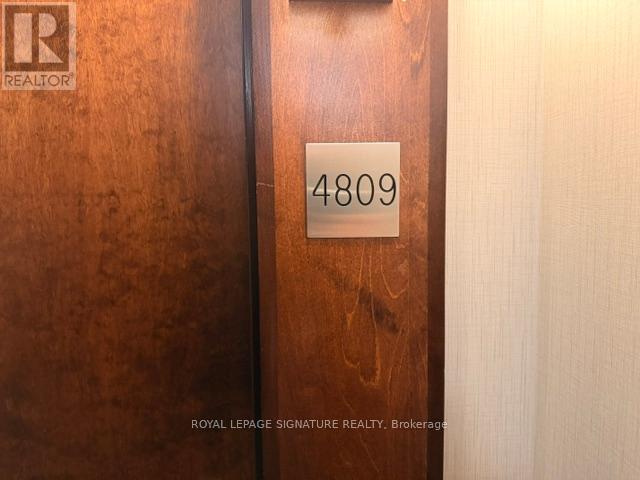 R
REALTOR®
4809
ROYAL LEPAGE SIGNATURE REALTY, Brokerage